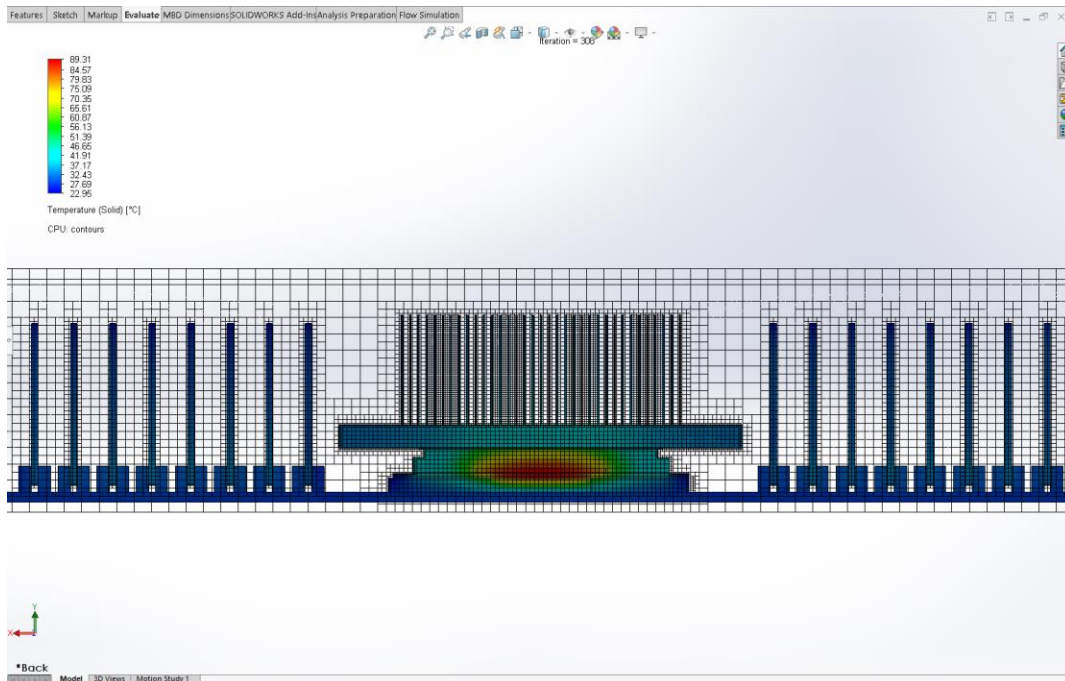 Features Sketch Markup Evaluate MBD Dimensions SOLIDWORKS Add-Ins Analysis Preparation Flow Simulation
Iteration = 308
89.31
84.57
79.83
75.09
70.35
65.61
60.87
56.13
51.39
46.65
41.91
37.17
32.43
27.69
22.95
Temperature (Solid) [°C]
CPU: contours
Y
X
*Back
Model 3D Views Motion Study 1